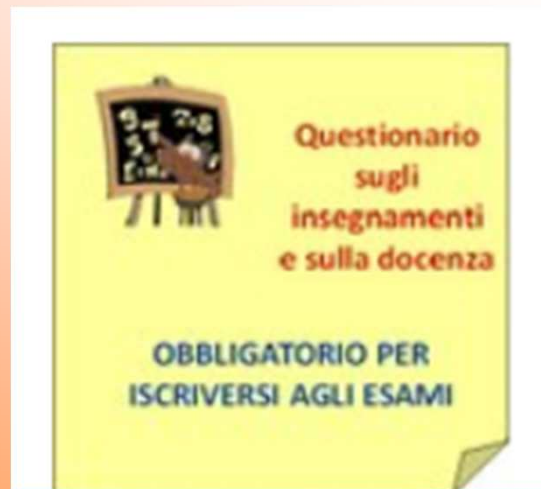 Questionario
sugli
insegnamenti
e sulla docenza
OBBLIGATORIO PER
ISCRIVERSI AGLI ESAMI